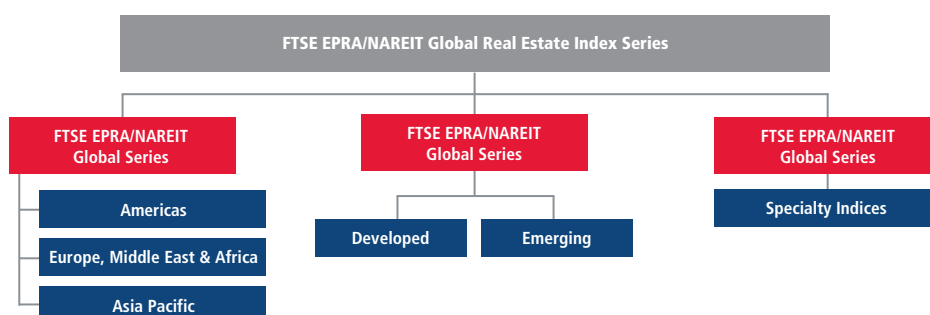 FTSE EPRA/NAREIT Global Real Estate Index Series
FTSE EPRA/NAREIT
Global Series
Americas
Europe, Middle East & Africa
Asia Pacific
FTSE EPRA/NAREIT
Global Series
Developed
Emerging
FTSE EPRA/NAREIT
Global Series
Specialty Indices